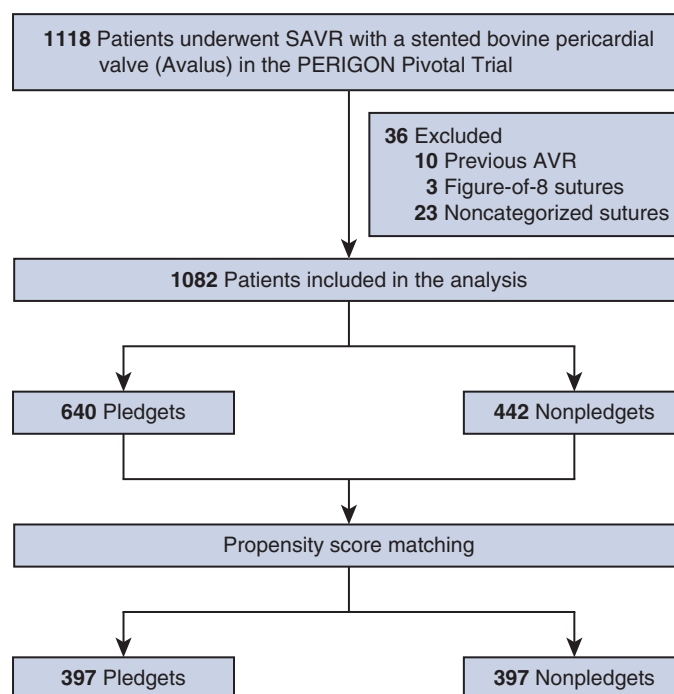 1118 Patients underwent SAVR with a stented bovine pericardial
valve (Avalus) in the PERIGON Pivotal Trial
36 Excluded
10 Previous AVR
3 Figure-of-8 sutures
23 Noncategorized sutures
1082 Patients included in the analysis
640 Pledgets
442 Nonpledgets
Propensity score matching
397 Pledgets
397 Nonpledgets